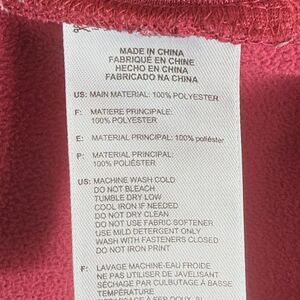 MADE IN CHINA
FABRIQUÉ EN CHINE
HECHO EN CHINA
FABRICADO NA CHINA
US: MAIN MATERIAL: 100% POLYESTER
F: MATIERE PRINCIPALE:
100% POLYESTER
E: MATERIAL PRINCIPAL: 100% poliéster
P: MATERIAL PRINCIPAL:
100% POLIÉSTER
US: MACHINE WASH COLD
DO NOT BLEACH
TUMBLE DRY LOW
COOL IRON IF NEEDED
DO NOT DRY CLEAN
DO NOT USE FABRIC SOFTENER
USE MILD DETERGENT ONLY
WASH WITH FASTENERS CLOSED
DO NOT IRON PRINT
F: LAVAGE MACHINE-EAU FROIDE
NE PAS UTILISER DE JAVELISANT
SÉCHAGE PAR CULBUTAGE À BASSE
TEMPÉRATURE